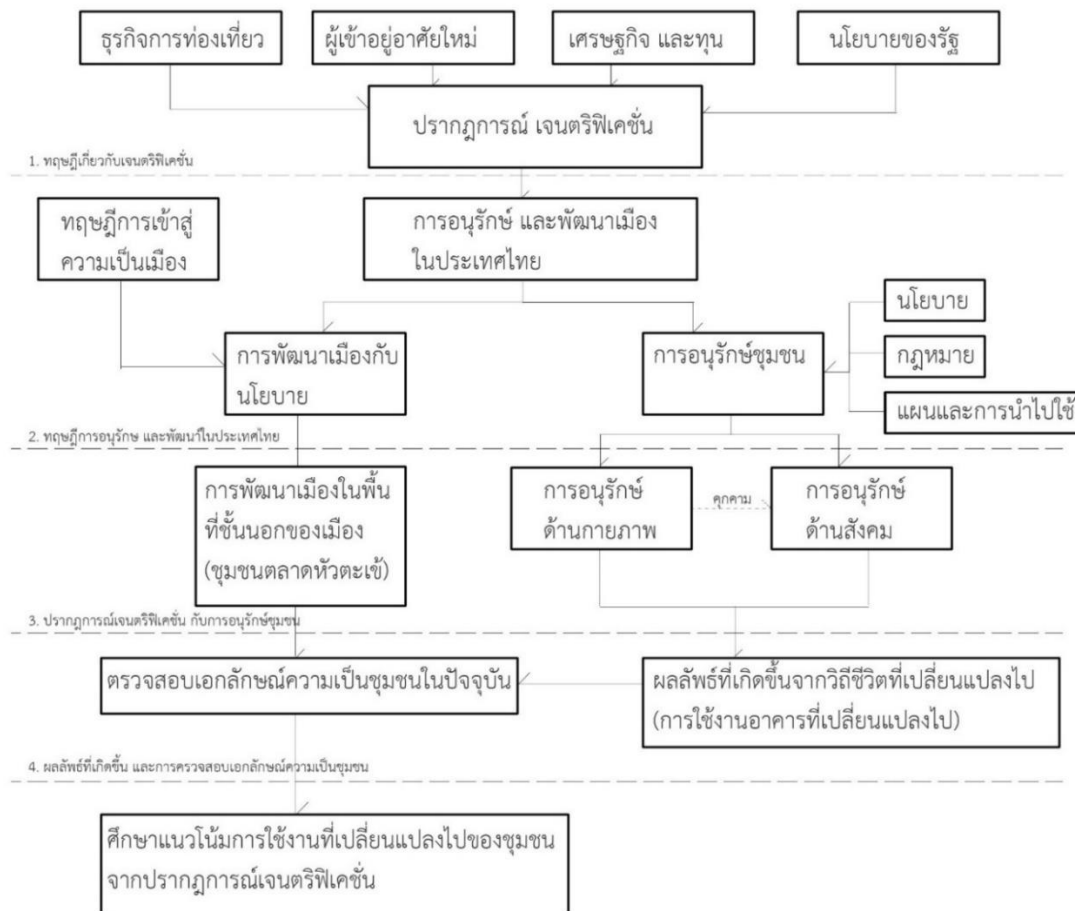 ธุรกิจการท่องเที่ยว
ผู้เข้าอยู่อาศัยใหม่
เศรษฐกิจ และทุน
นโยบายของรัฐ
ปรากฎการณ์ เจนตริฟิเคชั่น
1. ทฤษฎีเกี่ยวกับเจนตริฟิเคชั่น
ทฤษฎีการเข้าสู่
ความเป็นเมือง
การอนุรักษ์ และพัฒนาเมือง
ในประเทศไทย
นโยบาย
การพัฒนาเมืองกับ
นโยบาย
การอนุรักษ์ชุมชน
กฎหมาย
แผนและการนำไปใช้
2. ทฤษฎีการอนุรักษ และพัฒนาในประเทศไทย
การพัฒนาเมืองในพื้น
ที่ชั้นนอกของเมือง
(ชุมชนตลาดหัวตะเข้)
การอนุรักษ์
ด้านกายภาพ
คุกคาม
การอนุรักษ์
ด้านสังคม
3. ปรากฎการณ์เจนตริฟิเคชั่น กับการอนุรักษ์ชุมชน
ตรวจสอบเอกลักษณ์ความเป็นชุมชนในปัจจุบัน
ผลลัพธ์ที่เกิดขึ้นจากวิถีชีวิตที่เปลี่ยนแปลงไป
(การใช้งานอาคารที่เปลี่ยนแปลงไป)
4. ผลลัพธ์ที่เกิดขึ้น และการตรวจสอบเอกลักษณ์ความเป็นชุมชน
ศึกษาแนวโน้มการใช้งานที่เปลี่ยนแปลงไปของชุมชน
จากปรากฎการณ์เจนตริฟิเคชั่น